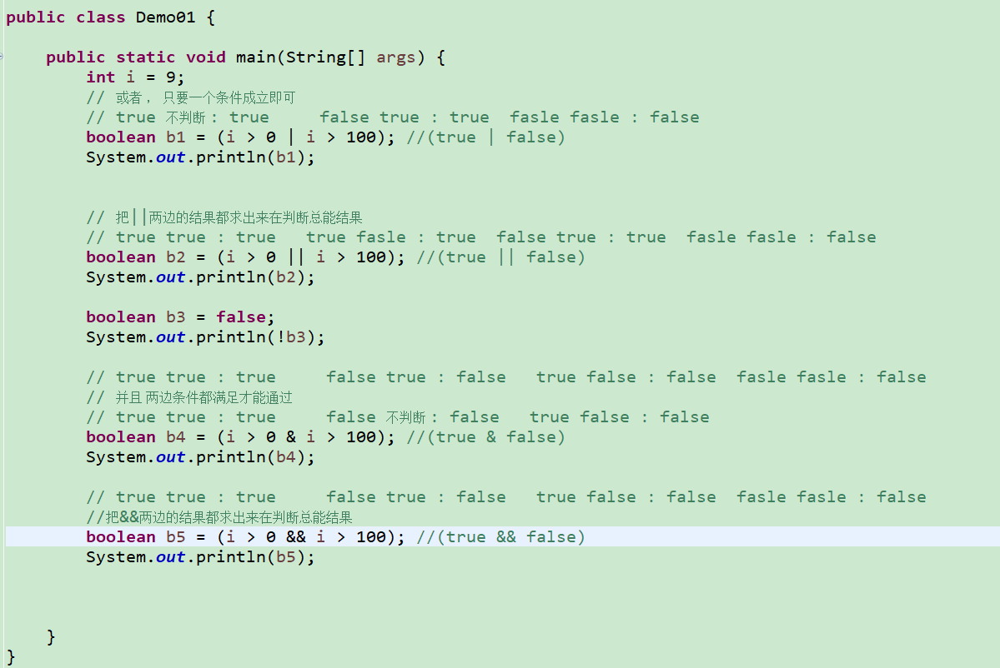 public class Demo01 {
public static void main(String[] args) {
int i = 9;
// 或者， 只要一个条件成立即可
// true 不判断： true false true : true fasle fasle : false
boolean b1 = (i > 0 | i > 100); //(true | false)
System.out.println(b1);
// 把||两边的结果都求出来在判断总能结果
// true true : true true fasle : true false true : true fasle fasle : false
boolean b2 = (i > 0 || i > 100); //(true || false)
System.out.println(b2);
boolean b3 = false;
System.out.println(!b3);
// true true : true false true : false true false : false fasle fasle : false
// 并且 两边条件都满足才能通过
// true true : true false 不判断： false true false : false
boolean b4 = (i > 0 & i > 100); //(true & false)
System.out.println(b4);
// true true : true false true : false true false : false fasle fasle : false
//把&&两边的结果都求出来在判断总能结果
boolean b5 = (i > 0 && i > 100); //(true && false)
System.out.println(b5);
}
}